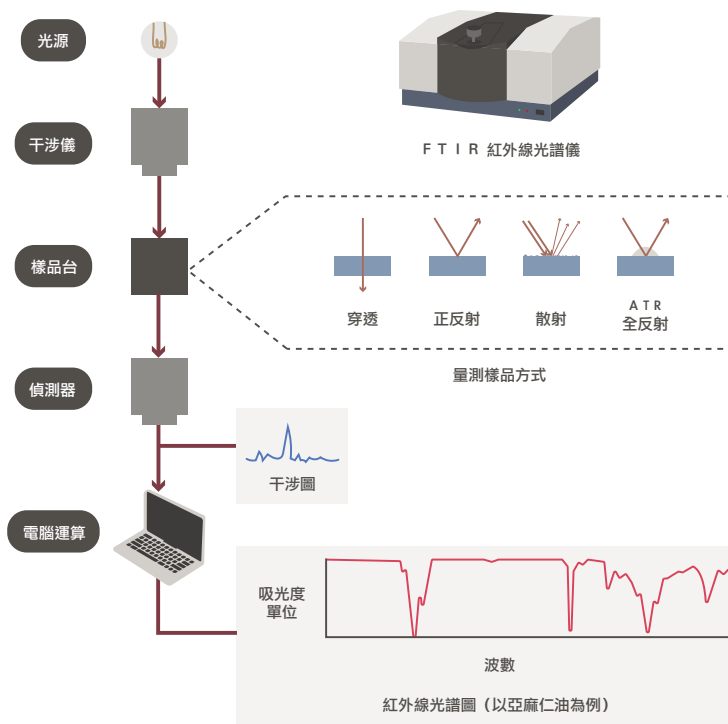 光源
干涉儀
FTIR 紅外線光譜儀
樣品台
穿透
正反射
散射
ATR
全反射
量測樣品方式
偵測器
干涉圖
電腦運算
吸光度
單位
波數
紅外線光譜圖（以亞麻仁油為例）